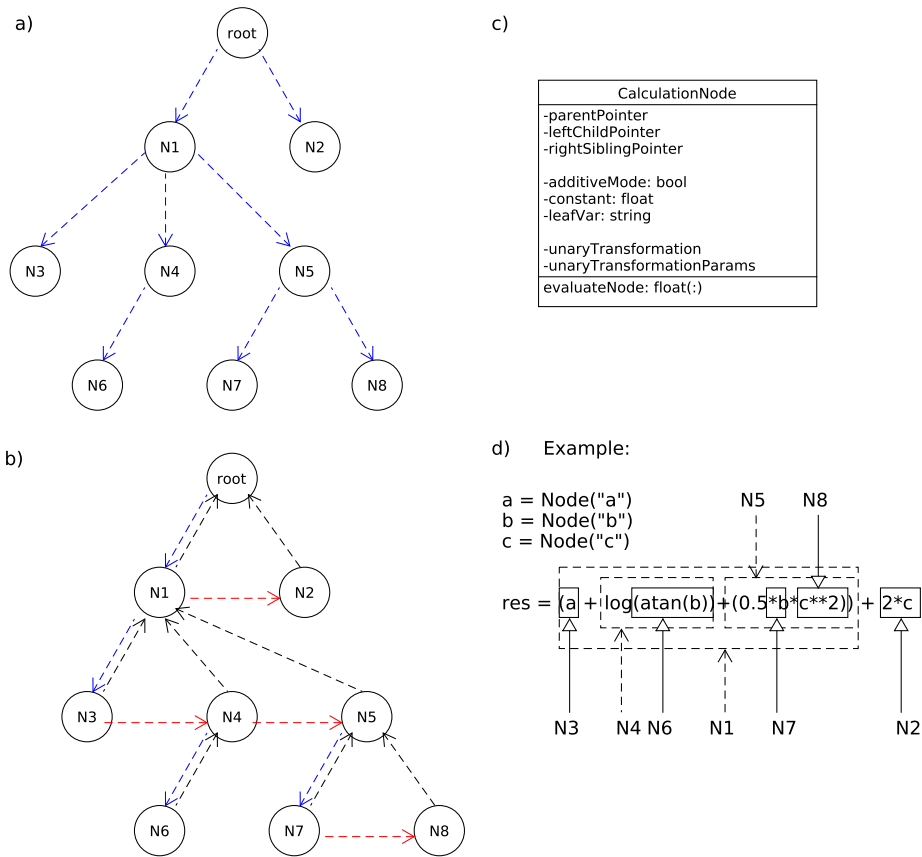 a)
root
N1
N2
N3
N4
N5
N6
N7
N8
b)
root
N1
N2
N3
N4
N5
N6
N7
N8
c)
CalculationNode
-parentPointer
-leftChildPointer
-rightSiblingPointer
-additiveMode: bool
-constant: float
-leafVar: string
-unaryTransformation
-unaryTransformationParams
evaluateNode: float(:)
d) Example:
a = Node("a")
b = Node("b")
c = Node("c")
N5 N8
res = (a + log(atan(b))+(0.5*b*c**2)) + 2*c
N3 N4 N6 N1 N7 N2